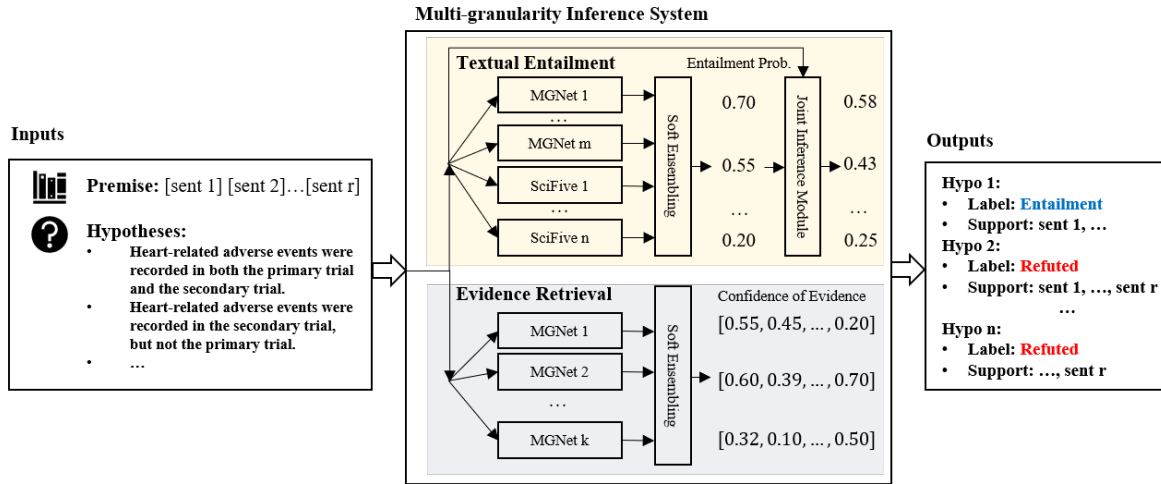 Multi-granularity Inference System
Inputs
Premise: [sent 1] [sent 2]…[sent r]
Hypotheses:
• Heart-related adverse events were
recorded in both the primary trial
and the secondary trial.
• Heart-related adverse events were
recorded in the secondary trial,
but not the primary trial.
• …
Textual Entailment
MGNet 1
…
MGNet m
SciFive 1
…
SciFive n
Soft Ensembling
Entailment Prob.
0.70
0.55
…
0.20
Joint Inference Module
0.58
0.43
…
0.25
Evidence Retrieval
MGNet 1
MGNet 2
…
MGNet k
Soft Ensembling
Confidence of Evidence
[0.55, 0.45, … , 0.20]
[0.60, 0.39, … , 0.70]
[0.32, 0.10, … , 0.50]
Outputs
Hypo 1:
• Label: Entailment
• Support: sent 1, …
Hypo 2:
• Label: Refuted
• Support: sent 1, …, sent r
…
Hypo n:
• Label: Refuted
• Support: …, sent r